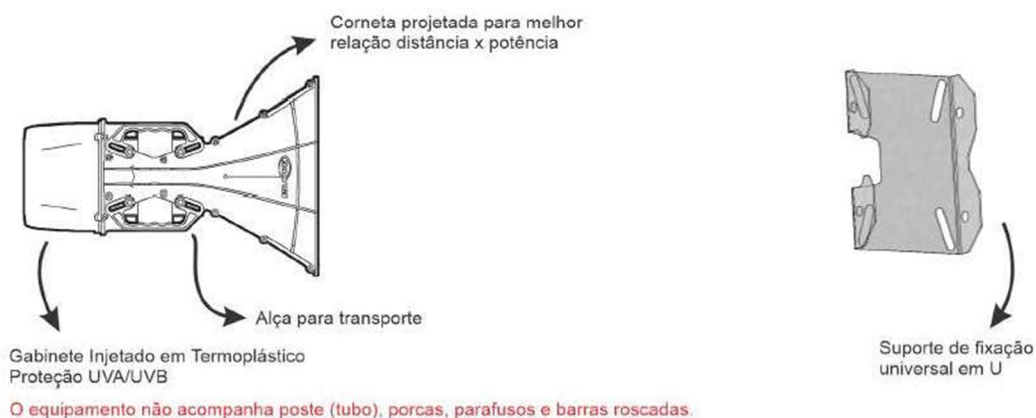 Corneta projetada para melhor
relação distância x potência
Alça para transporte
Gabinete Injetado em Termoplástico
Proteção UVA/UVB
Suporte de fixação
universal em U
O equipamento não acompanha poste (tubo), porcas, parafusos e barras roscadas.